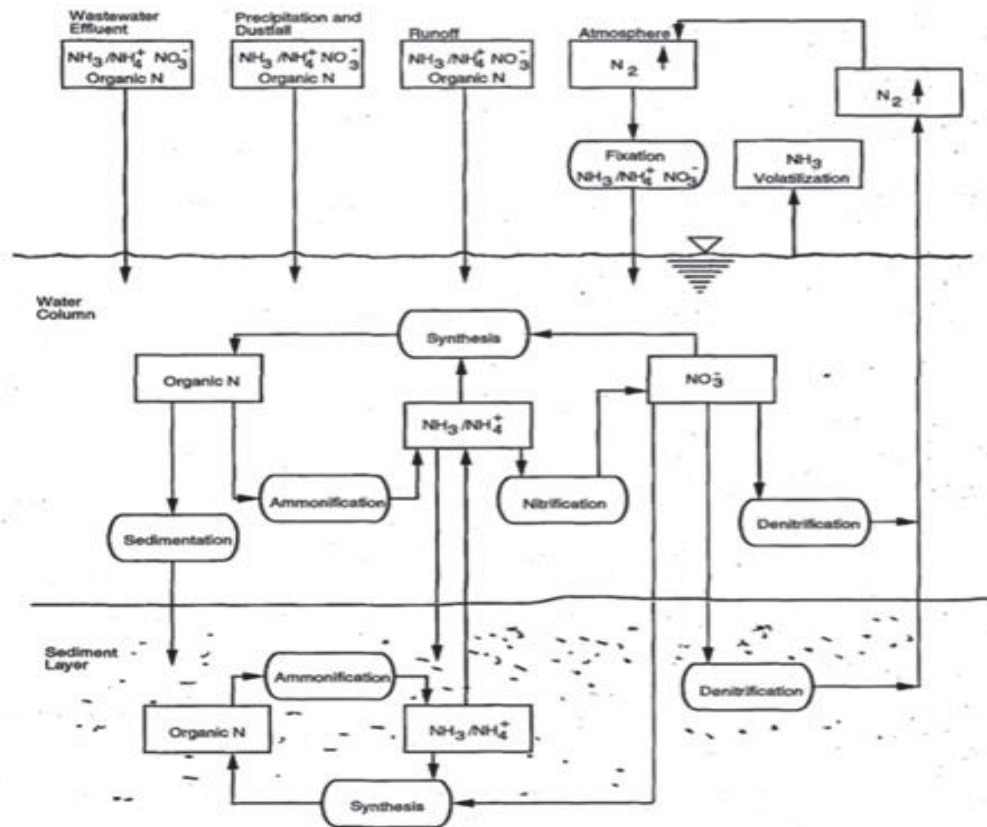 Wastewater
Effluent
NH₃/NH₄⁺ NO₃⁻
Organic N
Precipitation and
Dustfall
NH₃/NH₄⁺ NO₃⁻
Organic N
Runoff
NH₃/NH₄⁺ NO₃⁻
Organic N
Atmosphere
N₂
N₂
Fixation
NH₃/NH₄⁺ NO₃⁻
NH₃
Volatilization
Water
Column
Synthesis
Organic N
NO₃⁻
NH₃/NH₄⁺
Ammonification
Nitrification
Denitrification
Sedimentation
Sediment
Layer
Ammonification
Denitrification
Organic N
NH₃/NH₄⁺
Synthesis